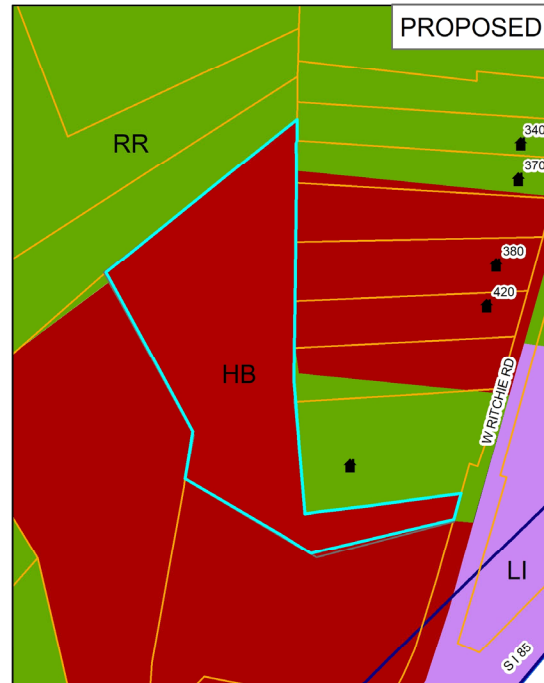 PROPOSED
RR
340
370
380
420
HB
W RITCHIE RD
LI
S I 85